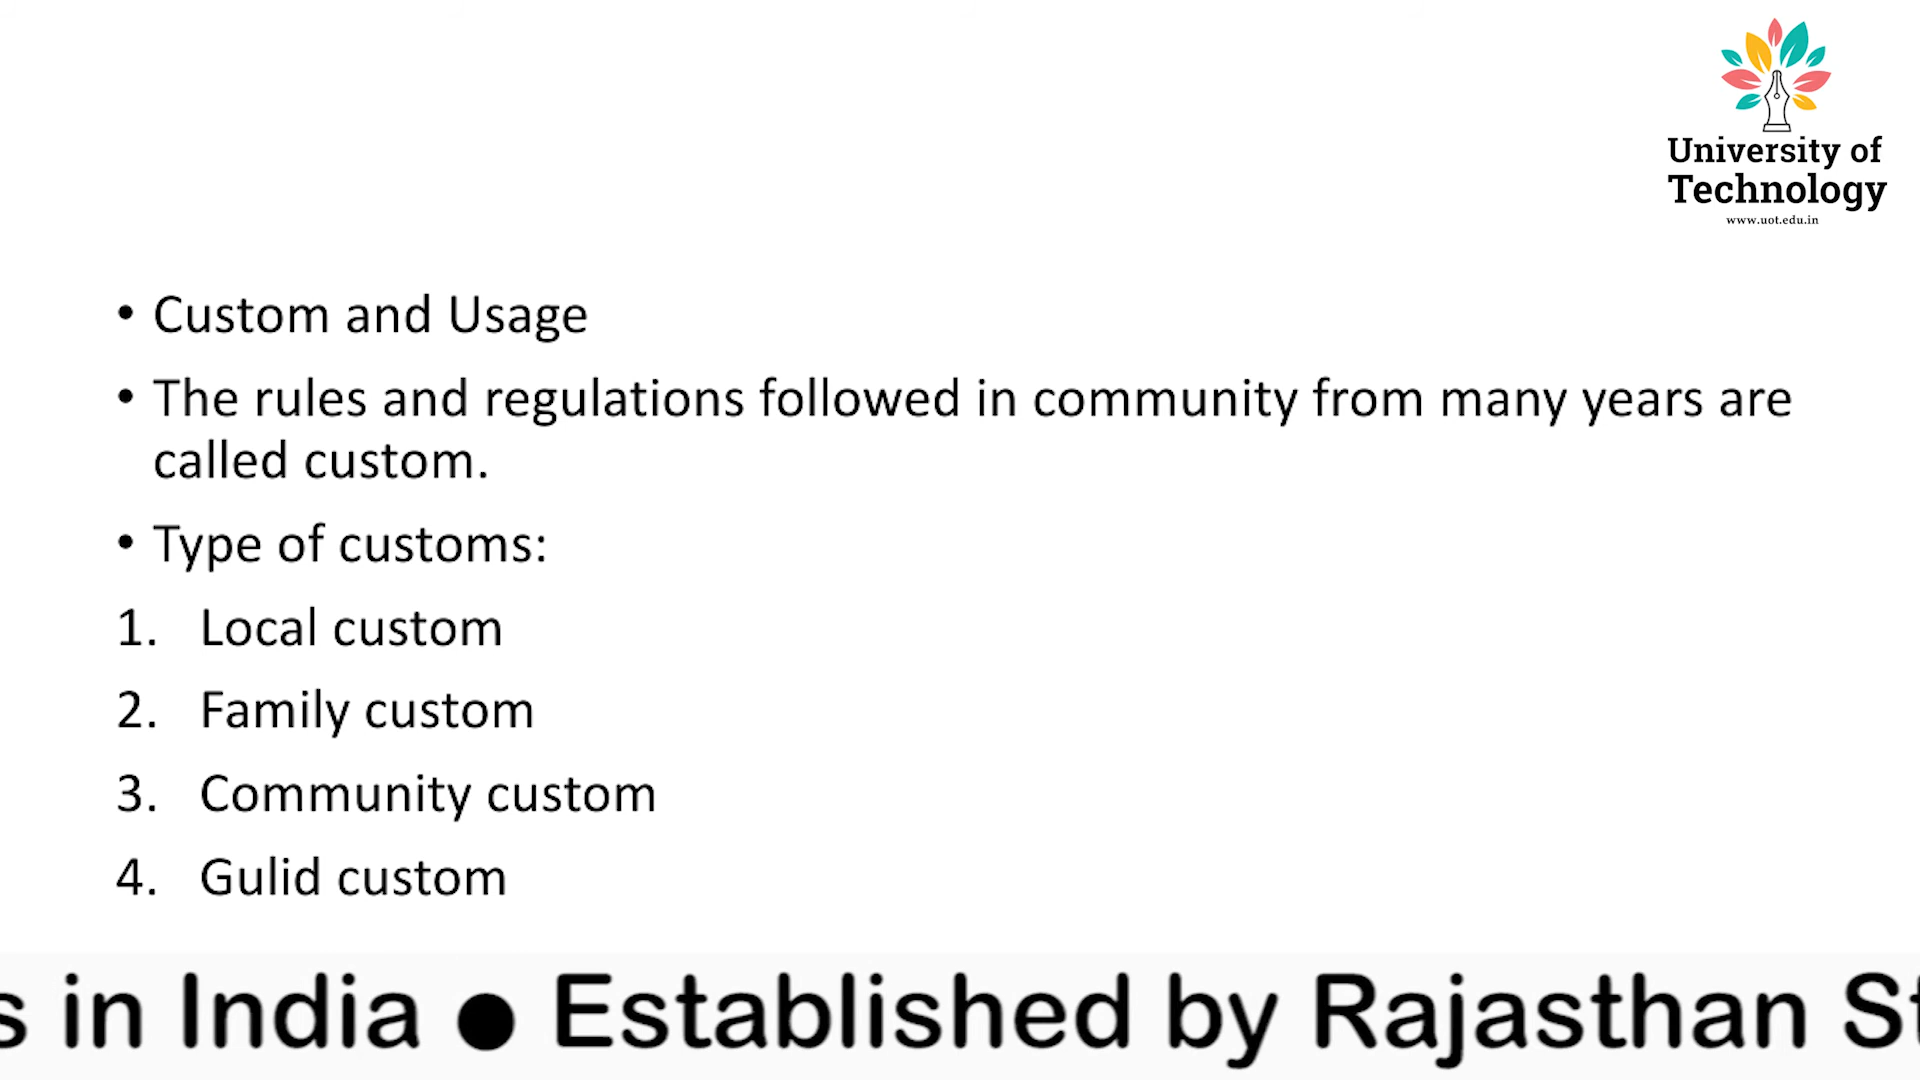 University of
Technology
www.uot.edu.in
• Custom and Usage
• The rules and regulations followed in community from many years are
called custom.
• Type of customs:
1. Local custom
2. Family custom
3. Community custom
4. Gulid custom
s in India ● Established by Rajasthan St